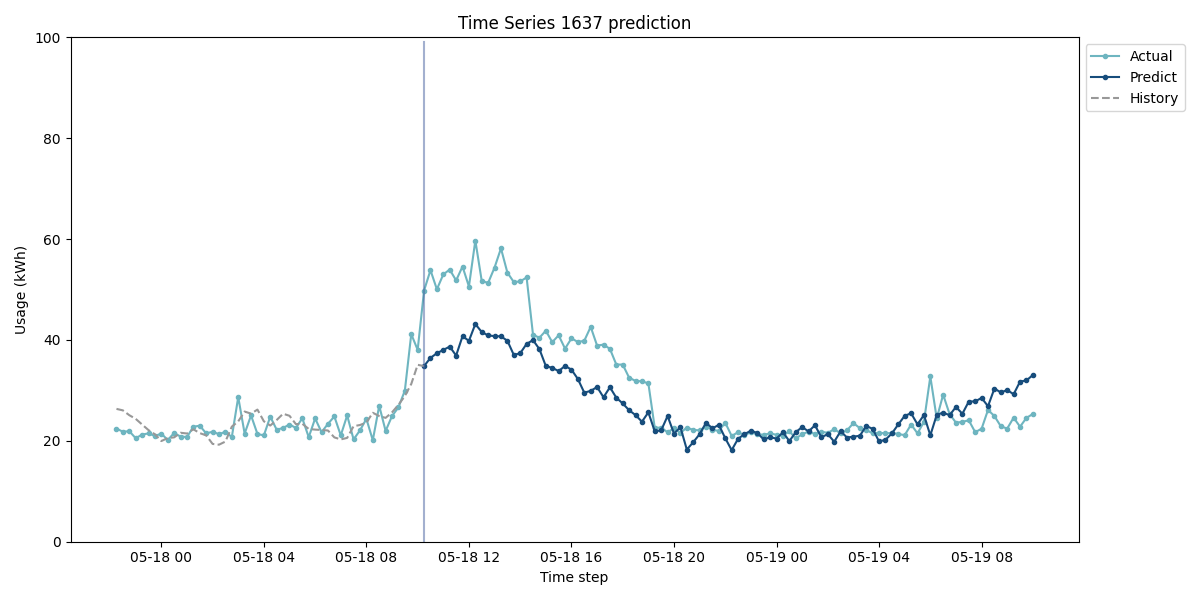 Time Series 1637 prediction
100
80
60
40
20
0
Usage (kWh)
05-18 00
05-18 04
05-18 08
05-18 12
05-18 16
05-18 20
05-19 00
05-19 04
05-19 08
Time step
Actual
Predict
History